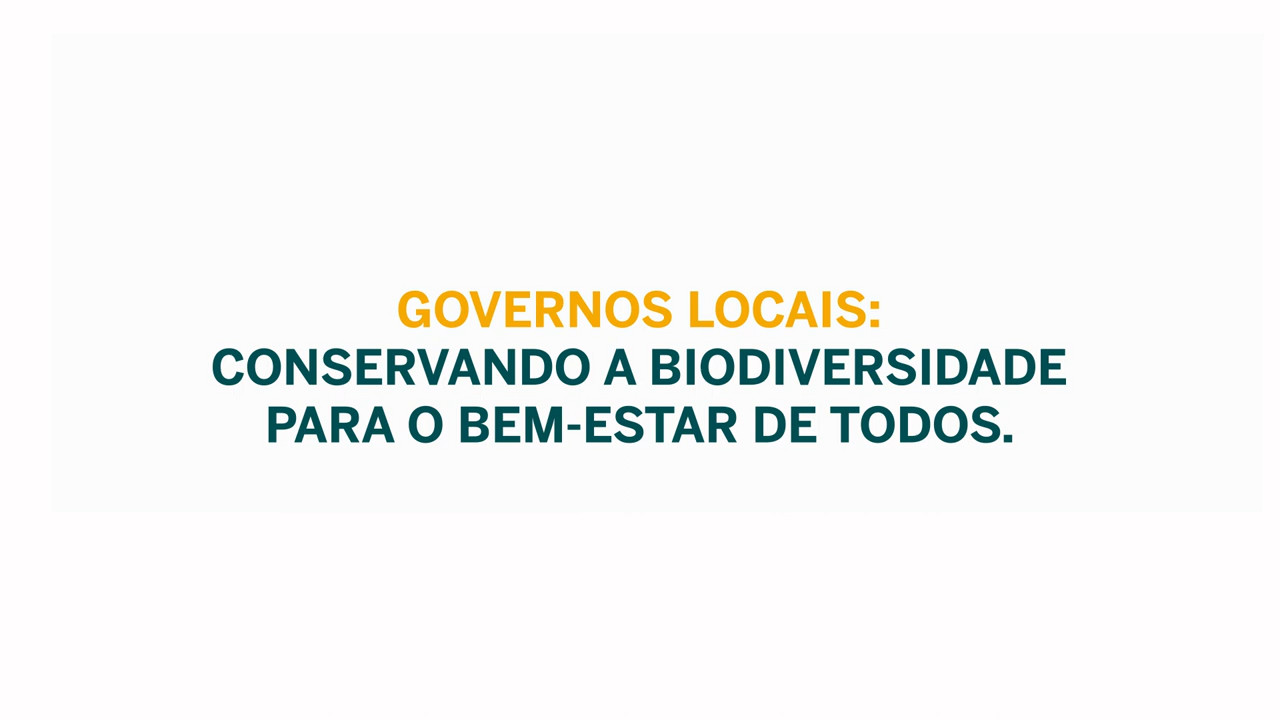 GOVERNOS LOCAIS:
CONSERVANDO A BIODIVERSIDADE
PARA O BEM-ESTAR DE TODOS.